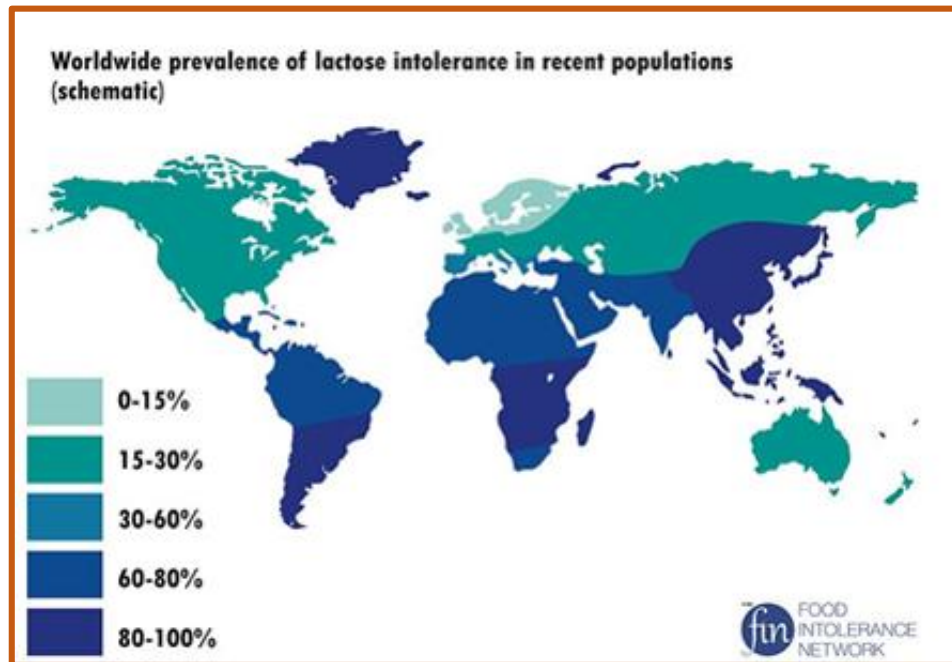 Worldwide prevalence of lactose intolerance in recent populations
(schematic)
0-15%
15-30%
30-60%
60-80%
80-100%
fin
FOOD
INTOLERANCE
NETWORK